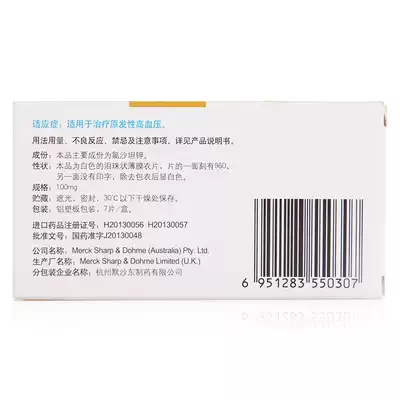 适应症：适用于治疗原发性高血压。
用法用量、不良反应、禁忌及注意事项，详见产品说明书。
成份：本品主要成份为氯沙坦钾。
性状：本品为白色的泪珠状薄膜衣片，片的一面刻有960，
另一面没有印字，除去包衣后显白色。
规格：100mg
贮藏：遮光，密封，30℃以下干燥处保存。
包装：铝塑板包装，7片/盒。
进口药品注册证号：H20130056 H20130057
批准文号：国药准字J20130048
公司名称：Merck Sharp & Dohme (Australia) Pty. Ltd.
生产厂名称：Merck Sharp & Dohme Limited (U.K.)
分包装企业名称：杭州默沙东制药有限公司
6 951283 550307